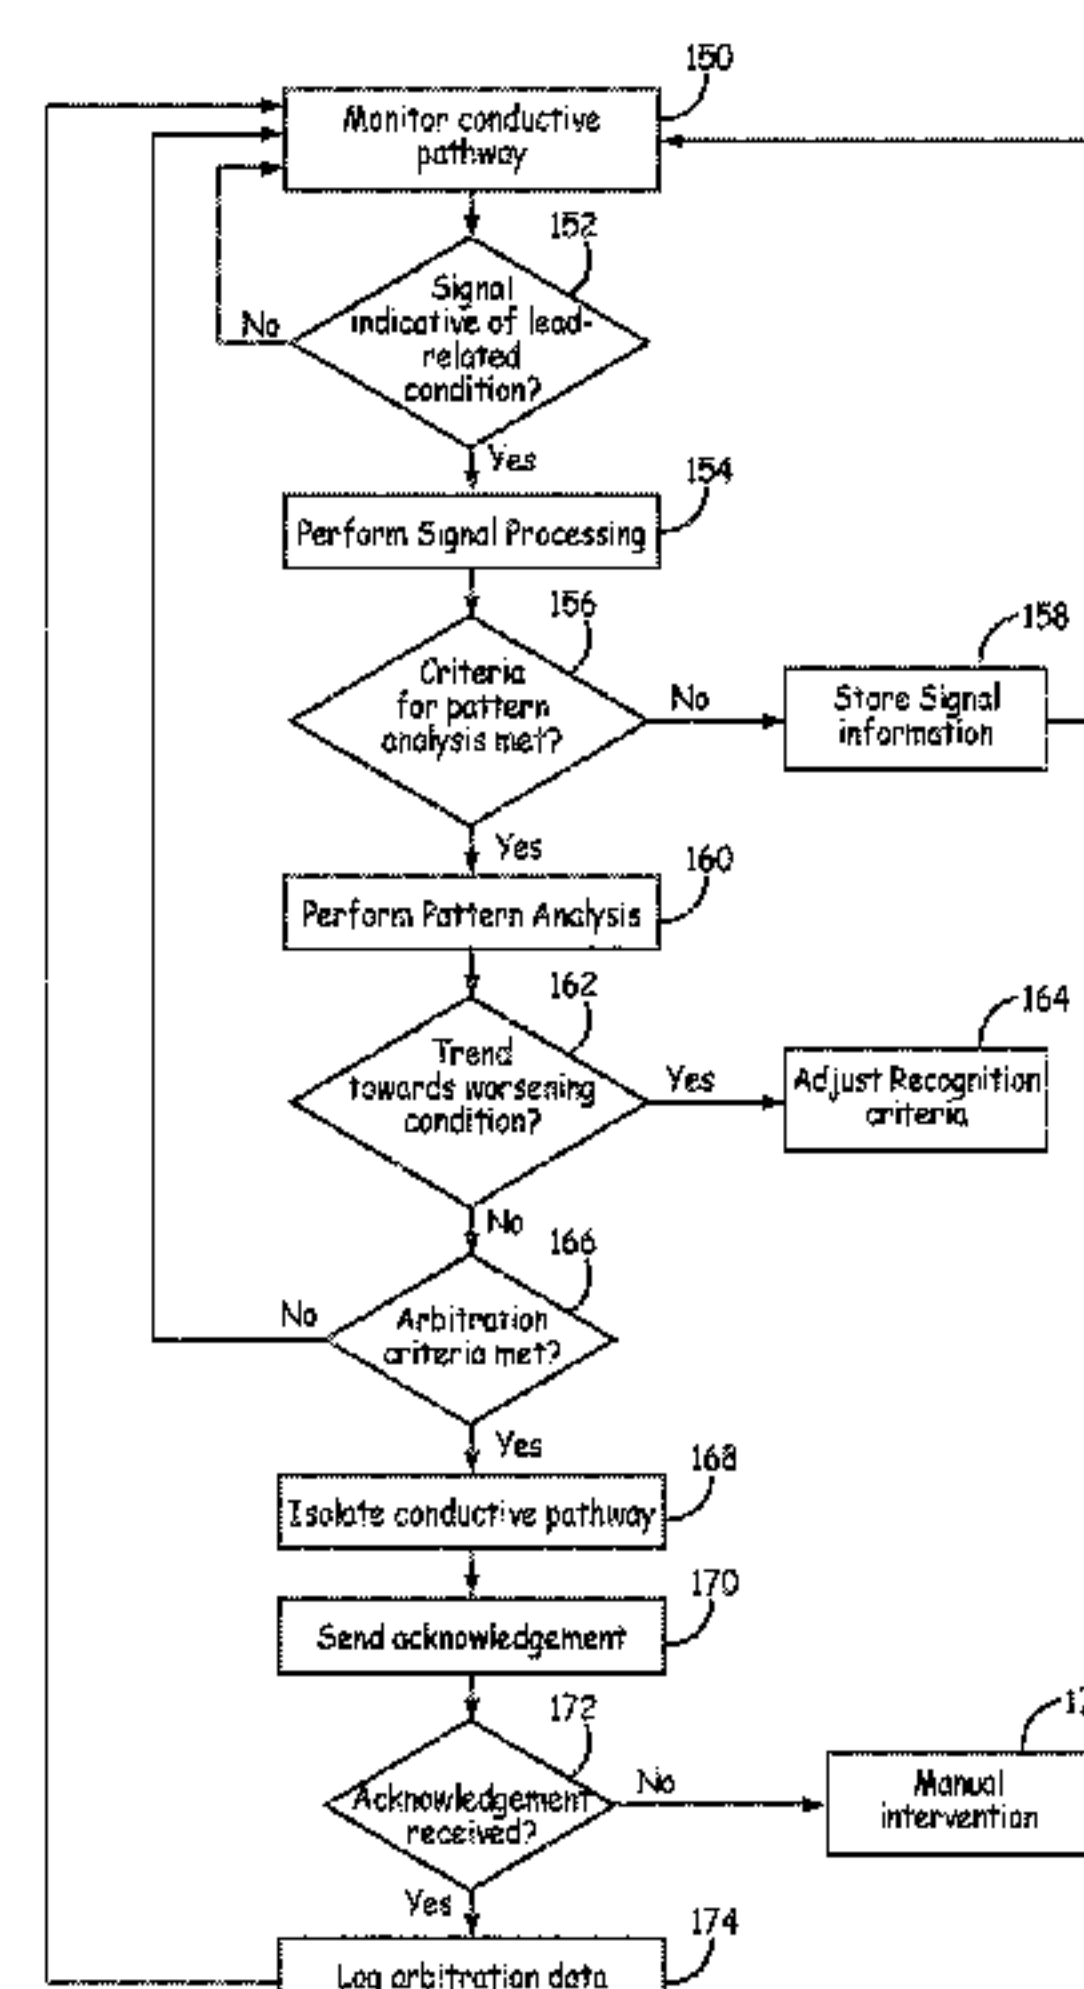 150
Monitor conductive
pathway
152
Signal
indicative of lead-
related
condition?
No
Yes
154
Perform Signal Processing
156
Criteria
for pattern
analysis met?
No
158
Store Signal
information
Yes
160
Perform Pattern Analysis
162
Trend
towards worsening
condition?
Yes
164
Adjust Recognition
criteria
No
166
Arbitration
criteria met?
No
Yes
168
Isolate conductive pathway
170
Send acknowledgement
172
Acknowledgement
received?
No
Manual
intervention
Yes
174
Log arbitration data